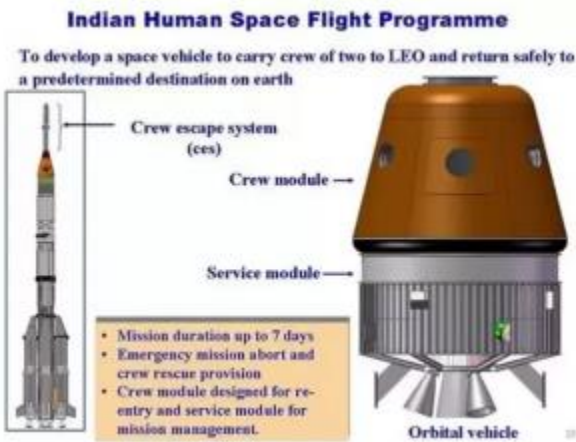 Indian Human Space Flight Programme
To develop a space vehicle to carry crew of two to LEO and return safely to
a predetermined destination on earth
Crew escape system
(ces)
Crew module
Service module
• Mission duration up to 7 days
• Emergency mission abort and
crew rescue provision
• Crew module designed for re-
entry and service module for
mission management.
Orbital vehicle